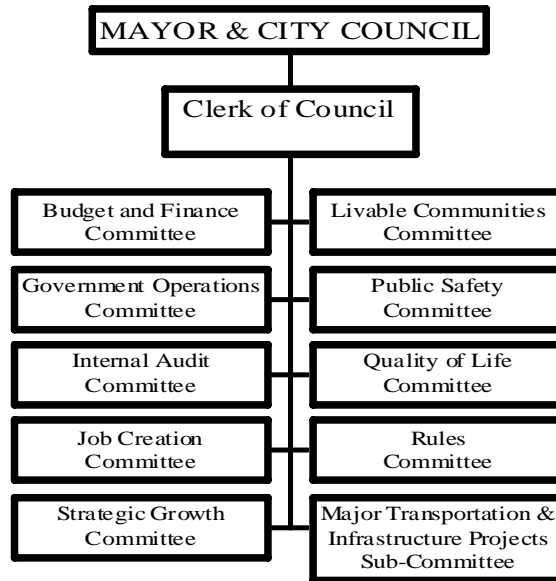 MAYOR & CITY COUNCIL
Clerk of Council
Budget and Finance
Committee
Livable Communities
Committee
Government Operations
Committee
Public Safety
Committee
Internal Audit
Committee
Quality of Life
Committee
Job Creation
Committee
Rules
Committee
Strategic Growth
Committee
Major Transportation &
Infrastructure Projects
Sub-Committee